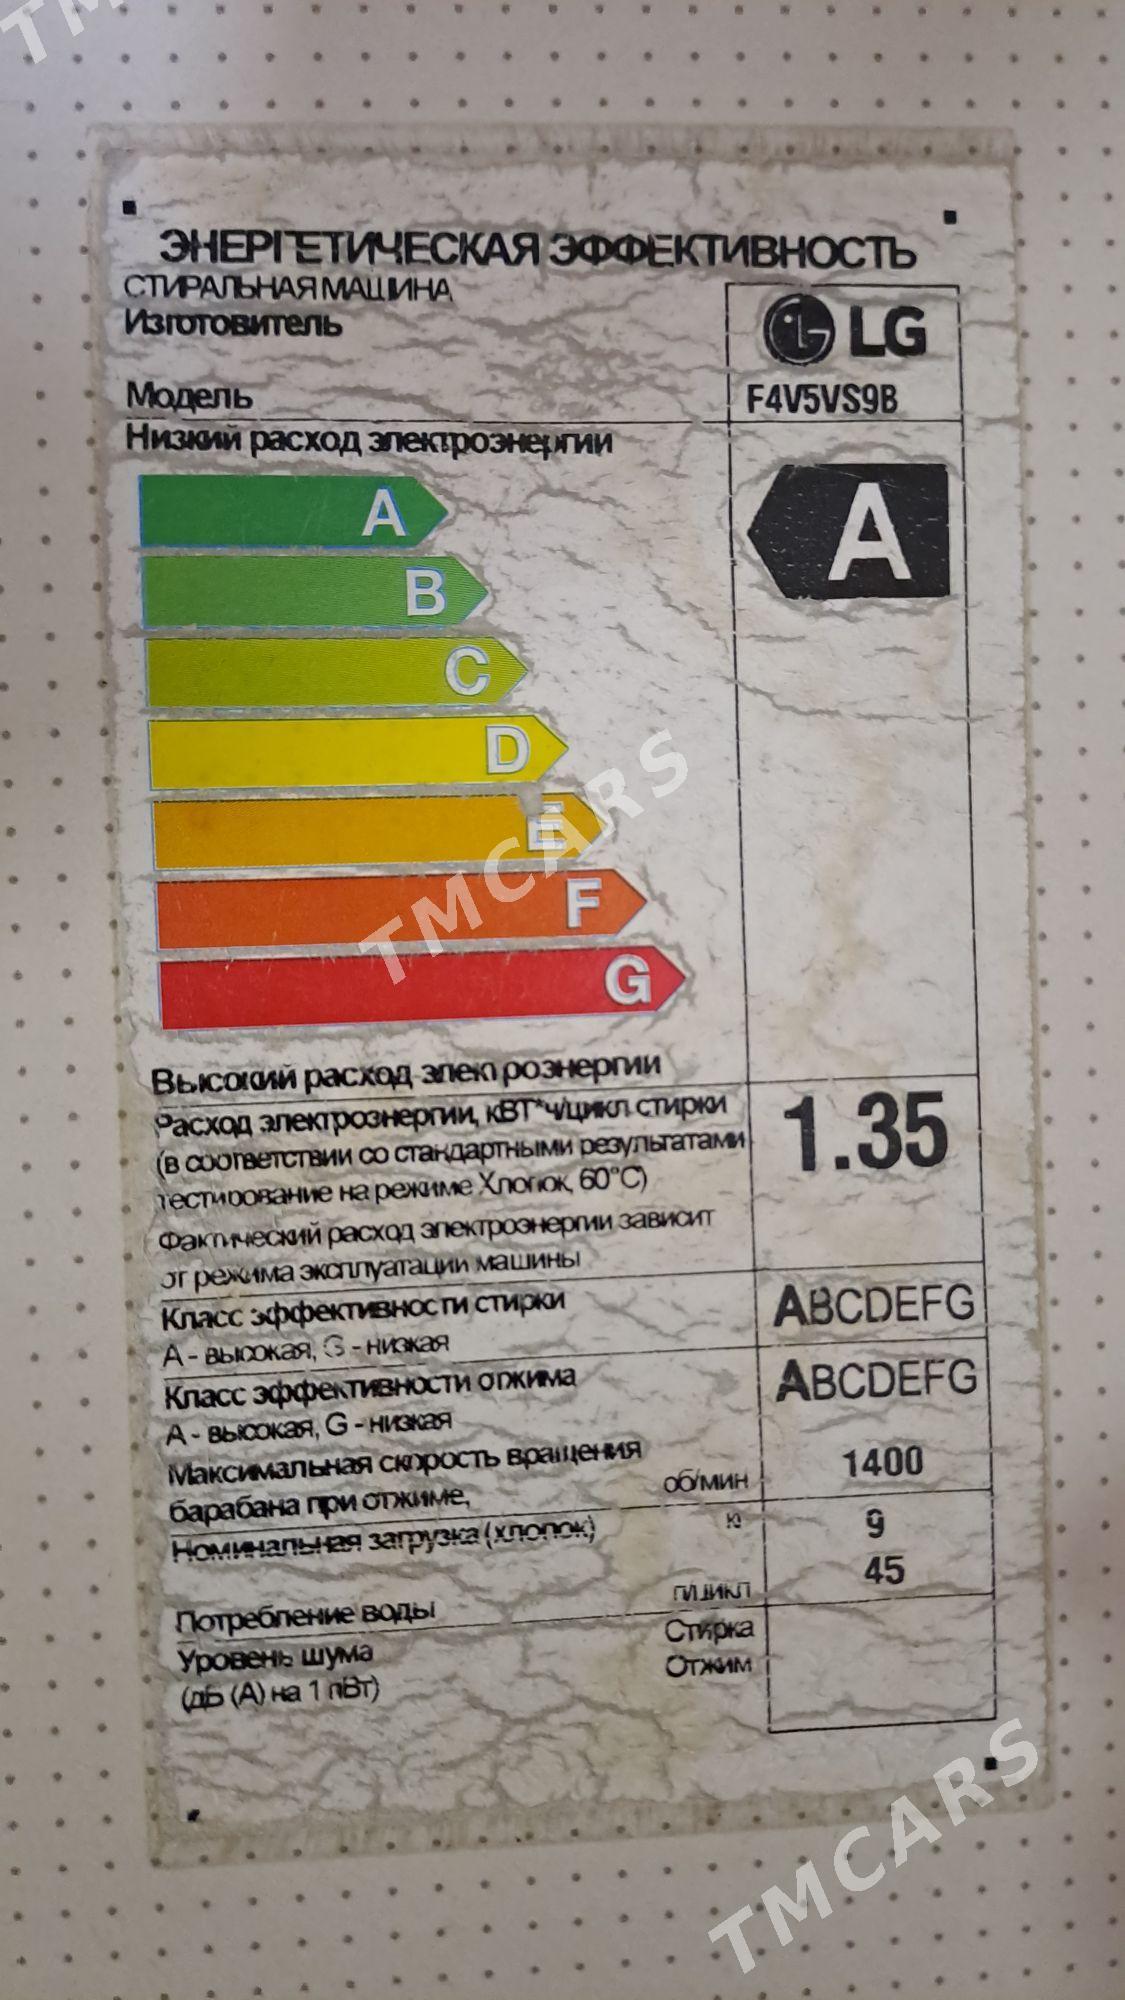 ЭНЕРГЕТИЧЕСКАЯ ЭФФЕКТИВНОСТЬ
СТИРАЛЬНАЯ МАШИНА
Изготовитель
LG
Модель
F4V5VS9B
Низкий расход электроэнергии
A
A
B
C
D
E
F
G
TMCARS
Высокий расход электроэнергии
Расход электроэнергии, кВТ*ч/цикл стирки
1.35
(в соответствии со стандартными результатами
тестирование на режиме Хлопок, 60°C)
Фактический расход электроэнергии зависит
от режима эксплуатации машины
Класс эффективности стирки
ABCDEFG
A - высокая, G - низкая
Класс эффективности отжима
ABCDEFG
A - высокая, G - низкая
Максимальная скорость вращения
барабана при отжиме, об/мин
1400
Номинальная загрузка (хлопок) кг
9
Потребление воды л/цикл
45
Уровень шума Стирка
(дБ (A) на 1 пВт) Отжим
TMCARS